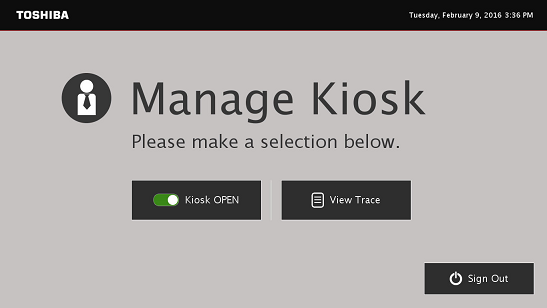 TOSHIBA
Tuesday, February 9, 2016 3:36 PM
Manage Kiosk
Please make a selection below.
Kiosk OPEN
View Trace
Sign Out